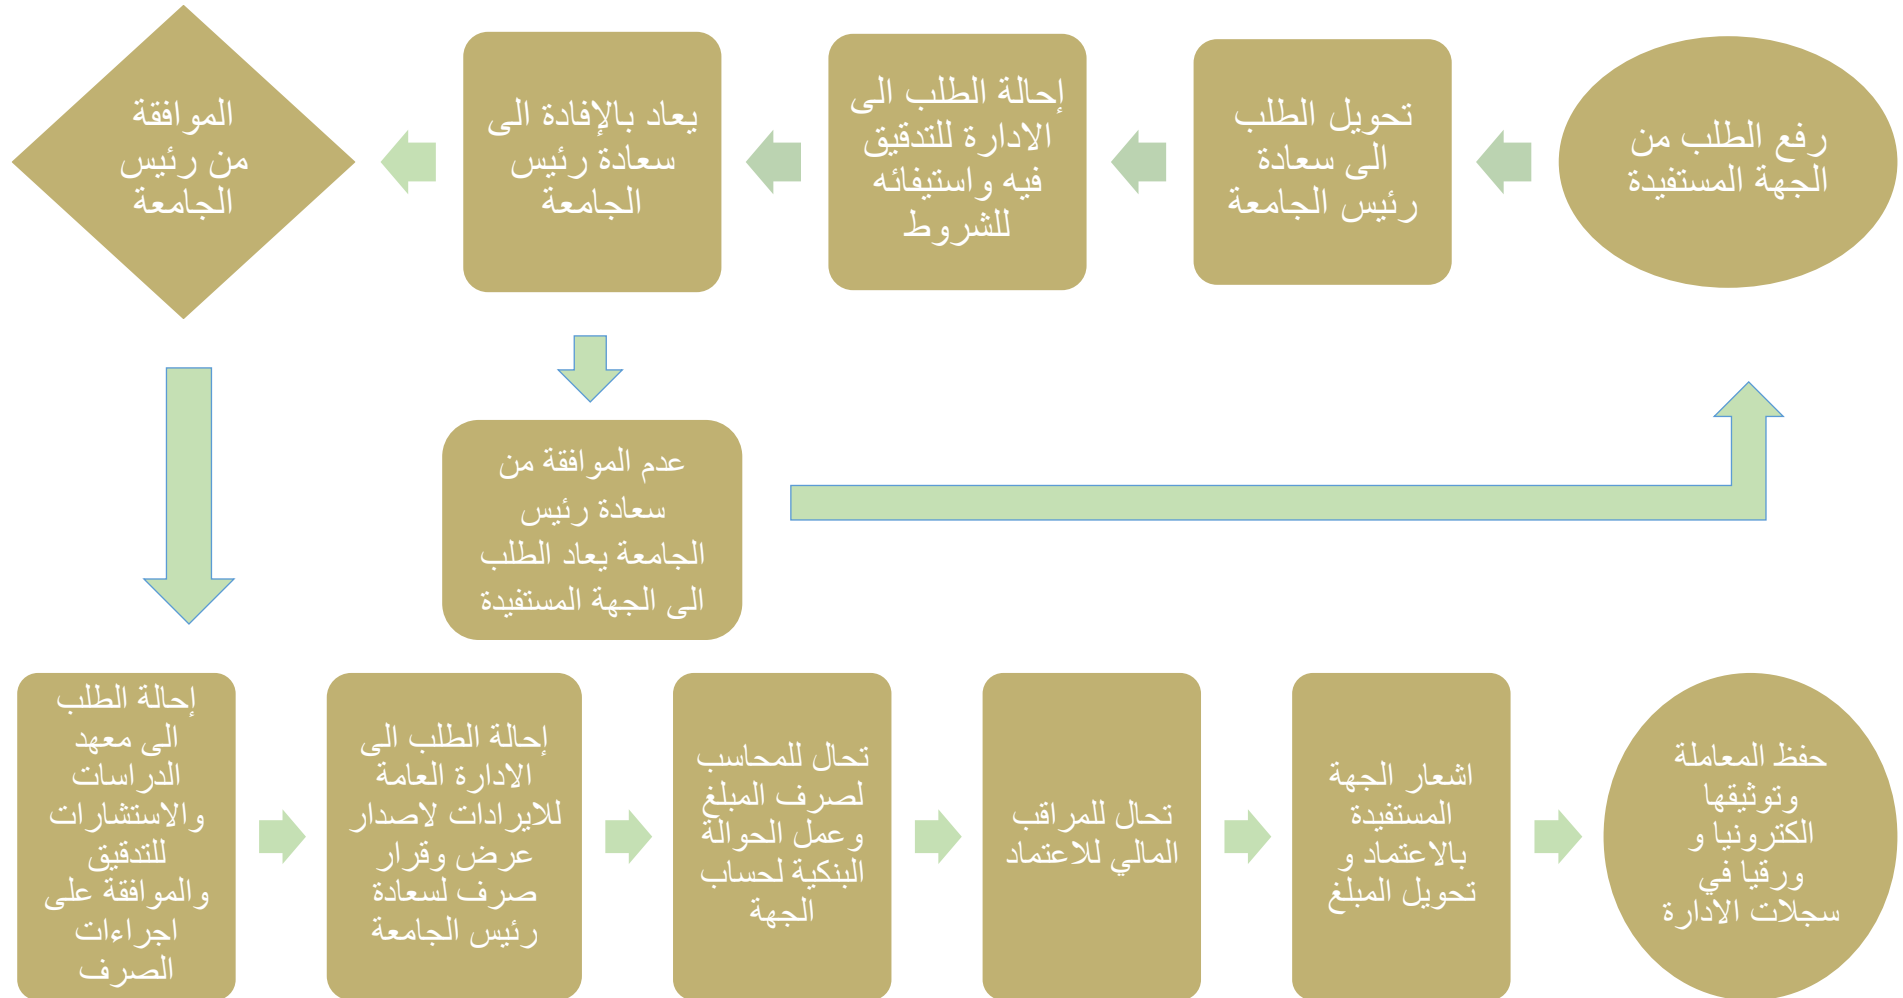 رفع الطلب من
الجهة المستفيدة
تحويل الطلب
الى سعادة
رئيس الجامعة
إحالة الطلب الى
الادارة للتدقيق
فيه واستيفائه
للشروط
يعاد بالإفادة الى
سعادة رئيس
الجامعة
الموافقة
من رئيس
الجامعة
عدم الموافقة من
سعادة رئيس
الجامعة يعاد الطلب
الى الجهة المستفيدة
إحالة الطلب
الى معهد
الدراسات
والاستشارات
للتدقيق
والموافقة على
اجراءات
الصرف
إحالة الطلب الى
الادارة العامة
للايرادات لاصدار
عرض وقرار
صرف لسعادة
رئيس الجامعة
تحال للمحاسب
لصرف المبلغ
وعمل الحوالة
البنكية لحساب
الجهة
تحال للمراقب
المالي للاعتماد
اشعار الجهة
المستفيدة
بالاعتماد و
تحويل المبلغ
حفظ المعاملة
وتوثيقها
الكترونيا و
ورقيا في
سجلات الادارة